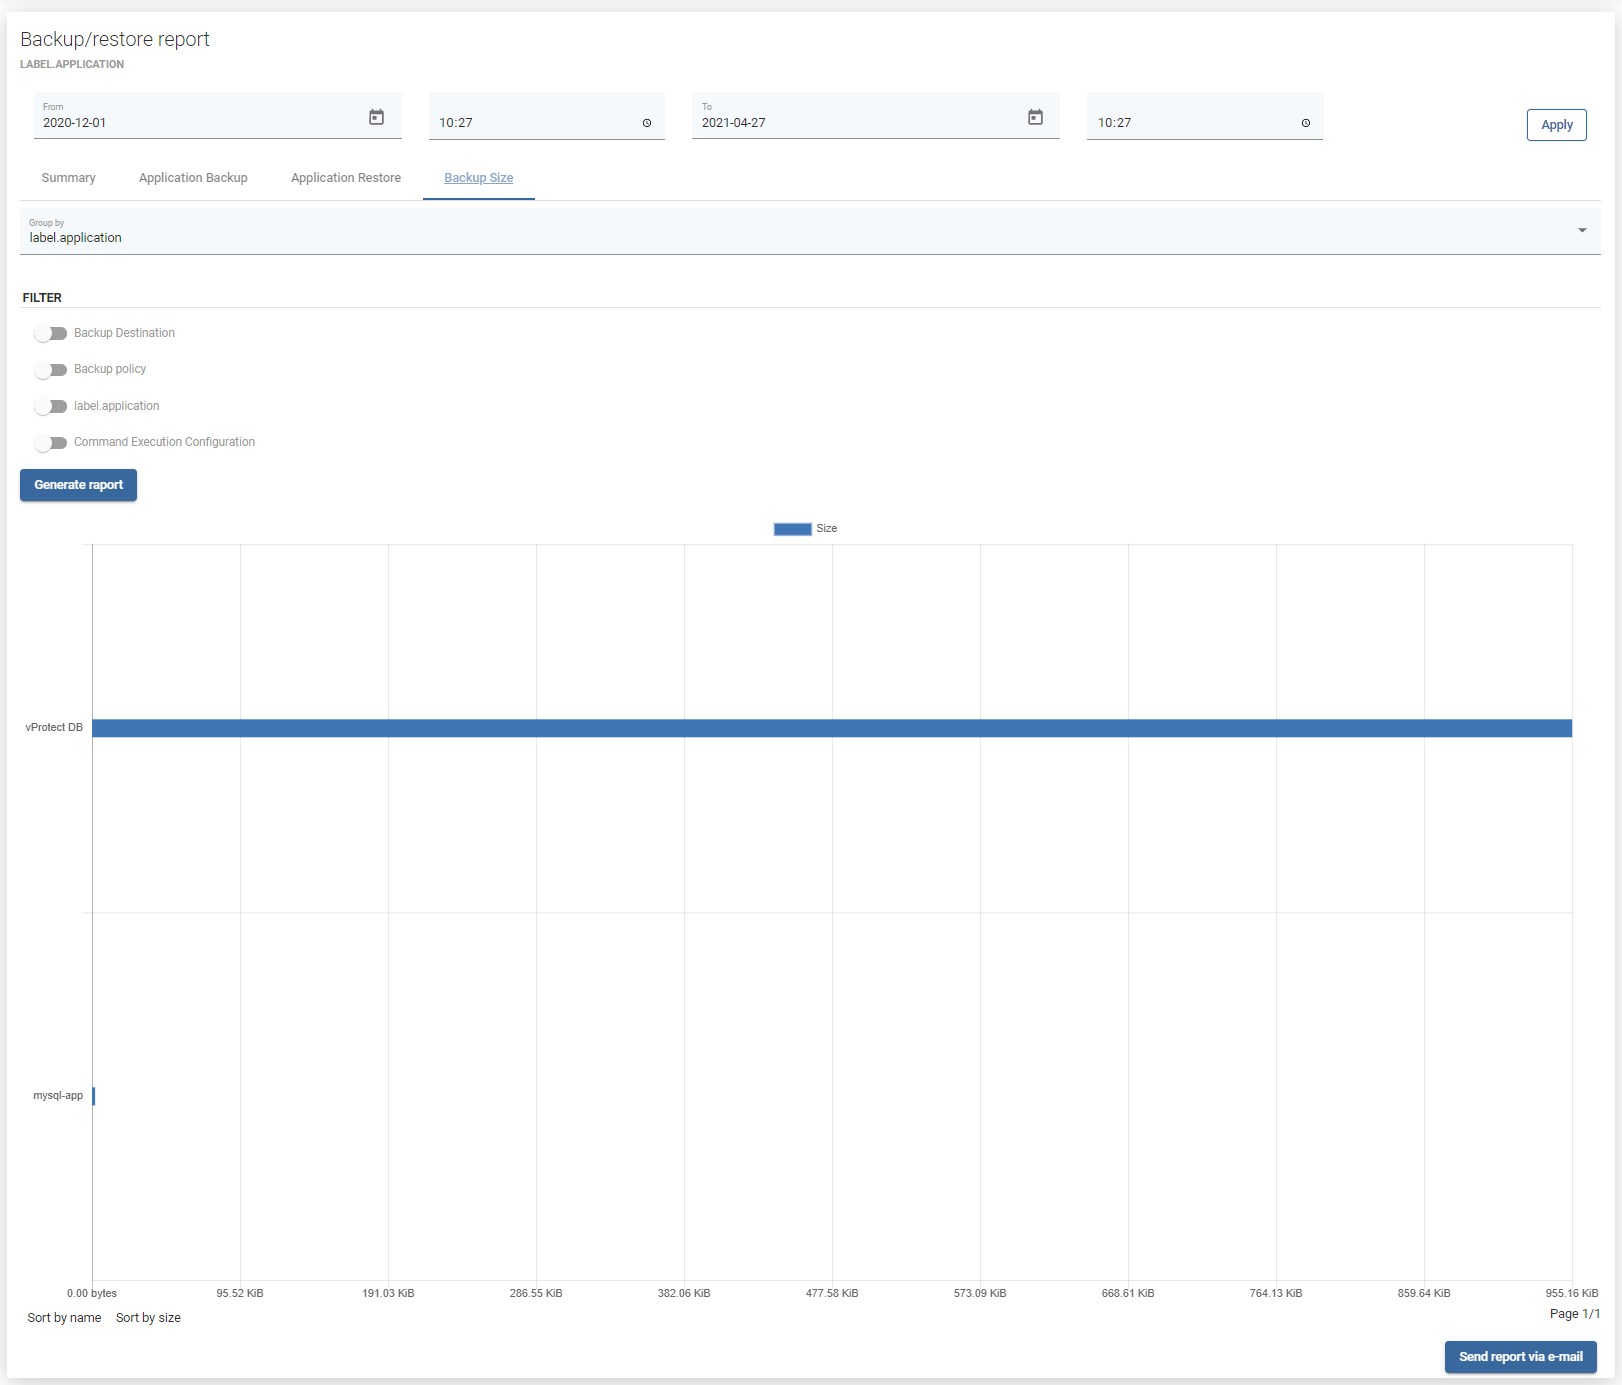 Backup/restore report
LABEL.APPLICATION
From
2020-12-01
10:27
To
2021-04-27
10:27
Apply
Summary
Application Backup
Application Restore
Backup Size
Group by
label.application
FILTER
Backup Destination
Backup policy
label.application
Command Execution Configuration
Generate raport
Size
vProtect DB
mysql-app
0.00 bytes
95.52 KiB
191.03 KiB
286.55 KiB
382.06 KiB
477.58 KiB
573.09 KiB
668.61 KiB
764.13 KiB
859.64 KiB
955.16 KiB
Sort by name
Sort by size
Page 1/1
Send report via e-mail